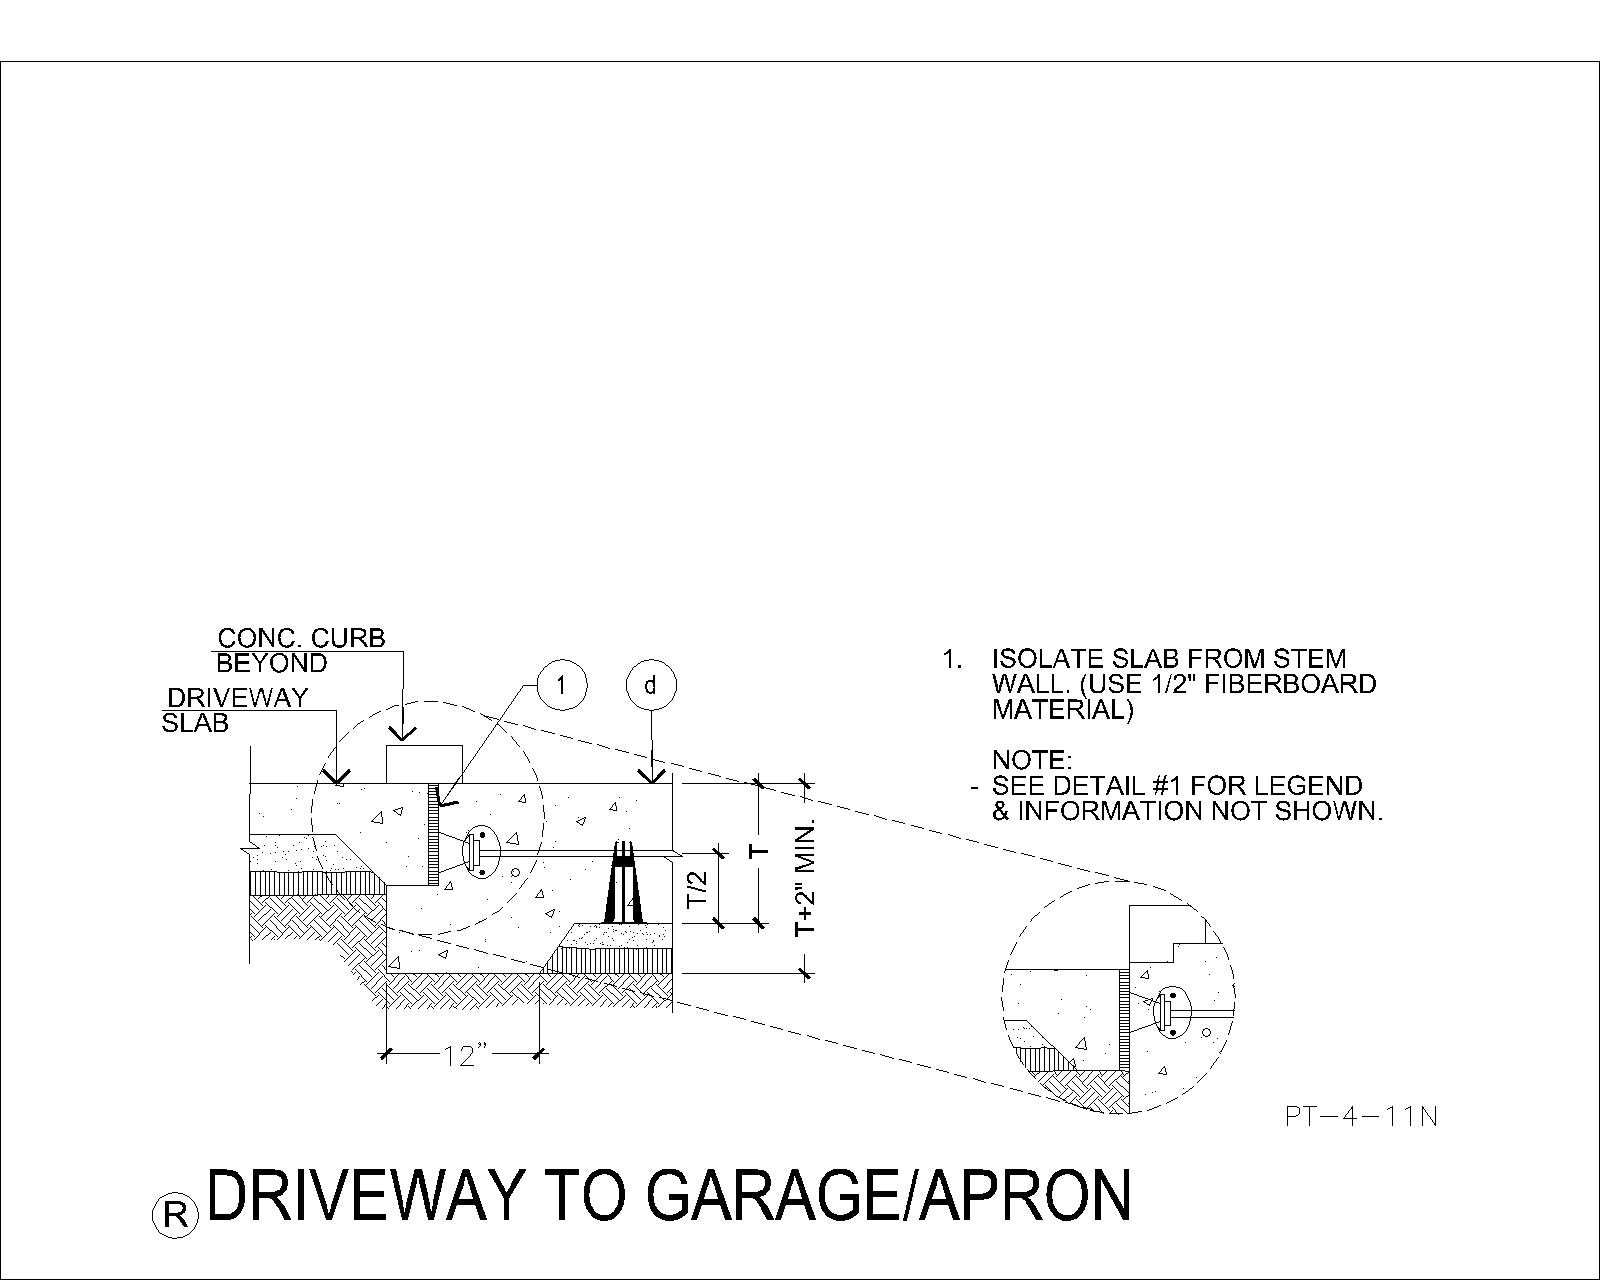 CONC. CURB
BEYOND
DRIVEWAY
SLAB
1
d
1. ISOLATE SLAB FROM STEM
WALL. (USE 1/2" FIBERBOARD
MATERIAL)
NOTE:
- SEE DETAIL #1 FOR LEGEND
& INFORMATION NOT SHOWN.
T/2
T
T+2" MIN.
12”
PT-4-11N
R DRIVEWAY TO GARAGE/APRON